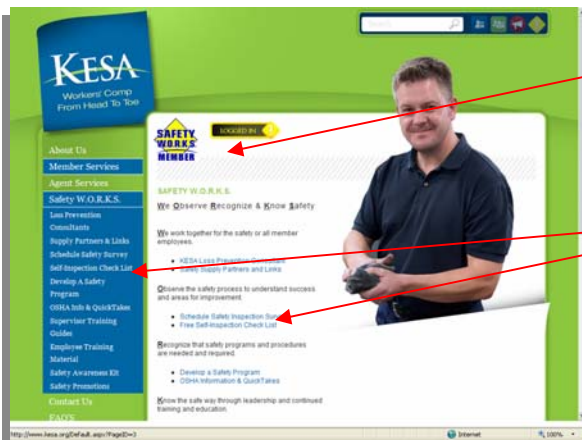 Search
KESA
Workers' Comp
From Head To Toe
SAFETY
WORKS
MEMBER
LOGGED IN
About Us
Member Services
Agent Services
Safety W.O.R.K.S.
Loss Prevention
Consultants
Supply Partners & Links
Schedule Safety Survey
Self-Inspection Check List
Develop A Safety
Program
OSHA Info & QuickTakes
Supervisor Training
Guides
Employee Training
Material
Safety Awareness Kit
Safety Promotions
Contact Us
FAQ'S
SAFETY W.O.R.K.S.
We Observe Recognize & Know Safety
We work together for the safety or all member
employees.
KESA Loss Prevention
Safety Supply Partners and Links
Observe the safety process to understand success
and areas for improvement.
Schedule Safety Inspection
Free Self-Inspection Check List
Recognize that safety programs and procedures
are needed and required.
Develop a Safety Program
OSHA Information & QuickTakes
Know the safe way through leadership and continued
training and education.
http://www.kesa.org/Default.aspx?PageID=3
Internet
100%